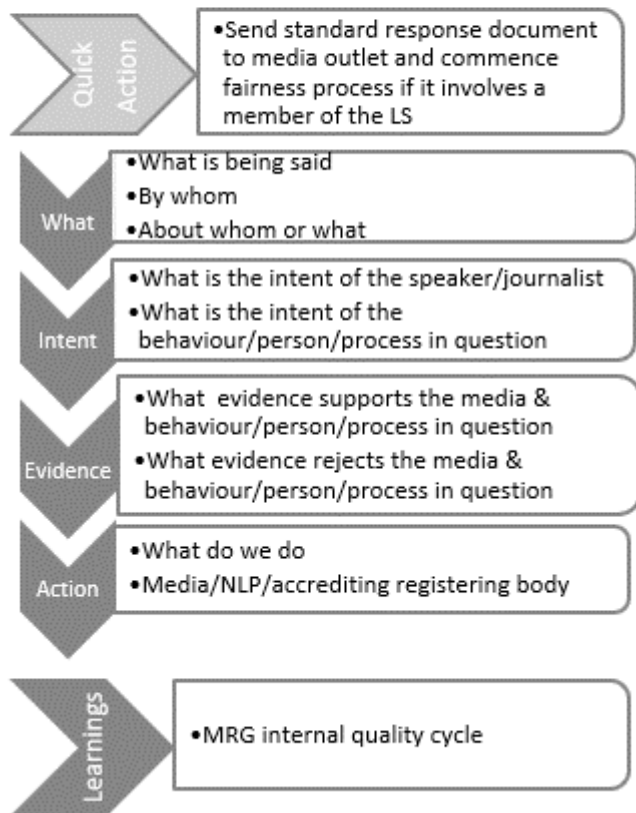 Quick
Action
•Send standard response document
to media outlet and commence
fairness process if it involves a
member of the LS
What
•What is being said
•By whom
•About whom or what
Intent
•What is the intent of the speaker/journalist
•What is the intent of the
behaviour/person/process in question
Evidence
•What evidence supports the media &
behaviour/person/process in question
•What evidence rejects the media &
behaviour/person/process in question
Action
•What do we do
•Media/NLP/accrediting registering body
Learnings
•MRG internal quality cycle